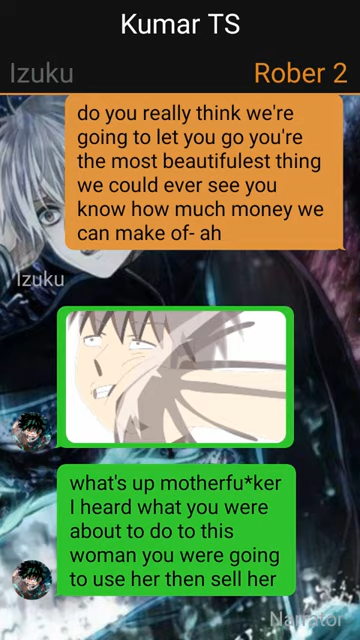 Kumar TS
Izuku
Rober 2
do you really think we're
going to let you go you're
the most beautifulest thing
we could ever see you
know how much money we
can make of- ah
Izuku
what's up motherfu*ker
I heard what you were
about to do to this
woman you were going
to use her then sell her
Narrator